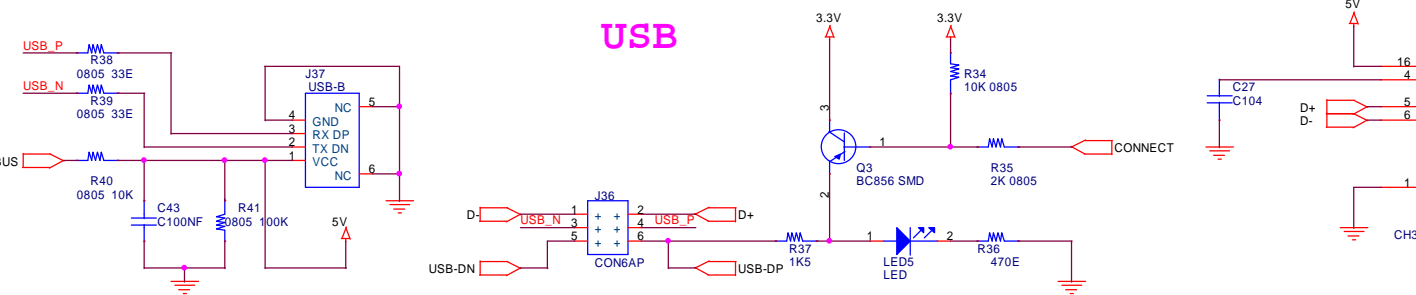 USB
USB_P
R38
0805 33E
USB_N
R39
0805 33E
BUS
R40
0805 10K
C43
C100NF
R41
0805 100K
5V
J37
USB-B
NC
5
4
GND
3
RX DP
2
TX DN
1
VCC
NC
6
D-
USB_N
USB-DN
J36
1
2
3
4
5
6
+ +
+ +
+ +
CON6AP
D+
USB_P
USB-DP
3.3V
3.3V
R34
10K 0805
3
1
2
Q3
BC856 SMD
R35
2K 0805
CONNECT
R37
1K5
1
2
LED5
LED
R36
470E
5V
C27
C104
D+
D-
16
4
5
6
1
CH3